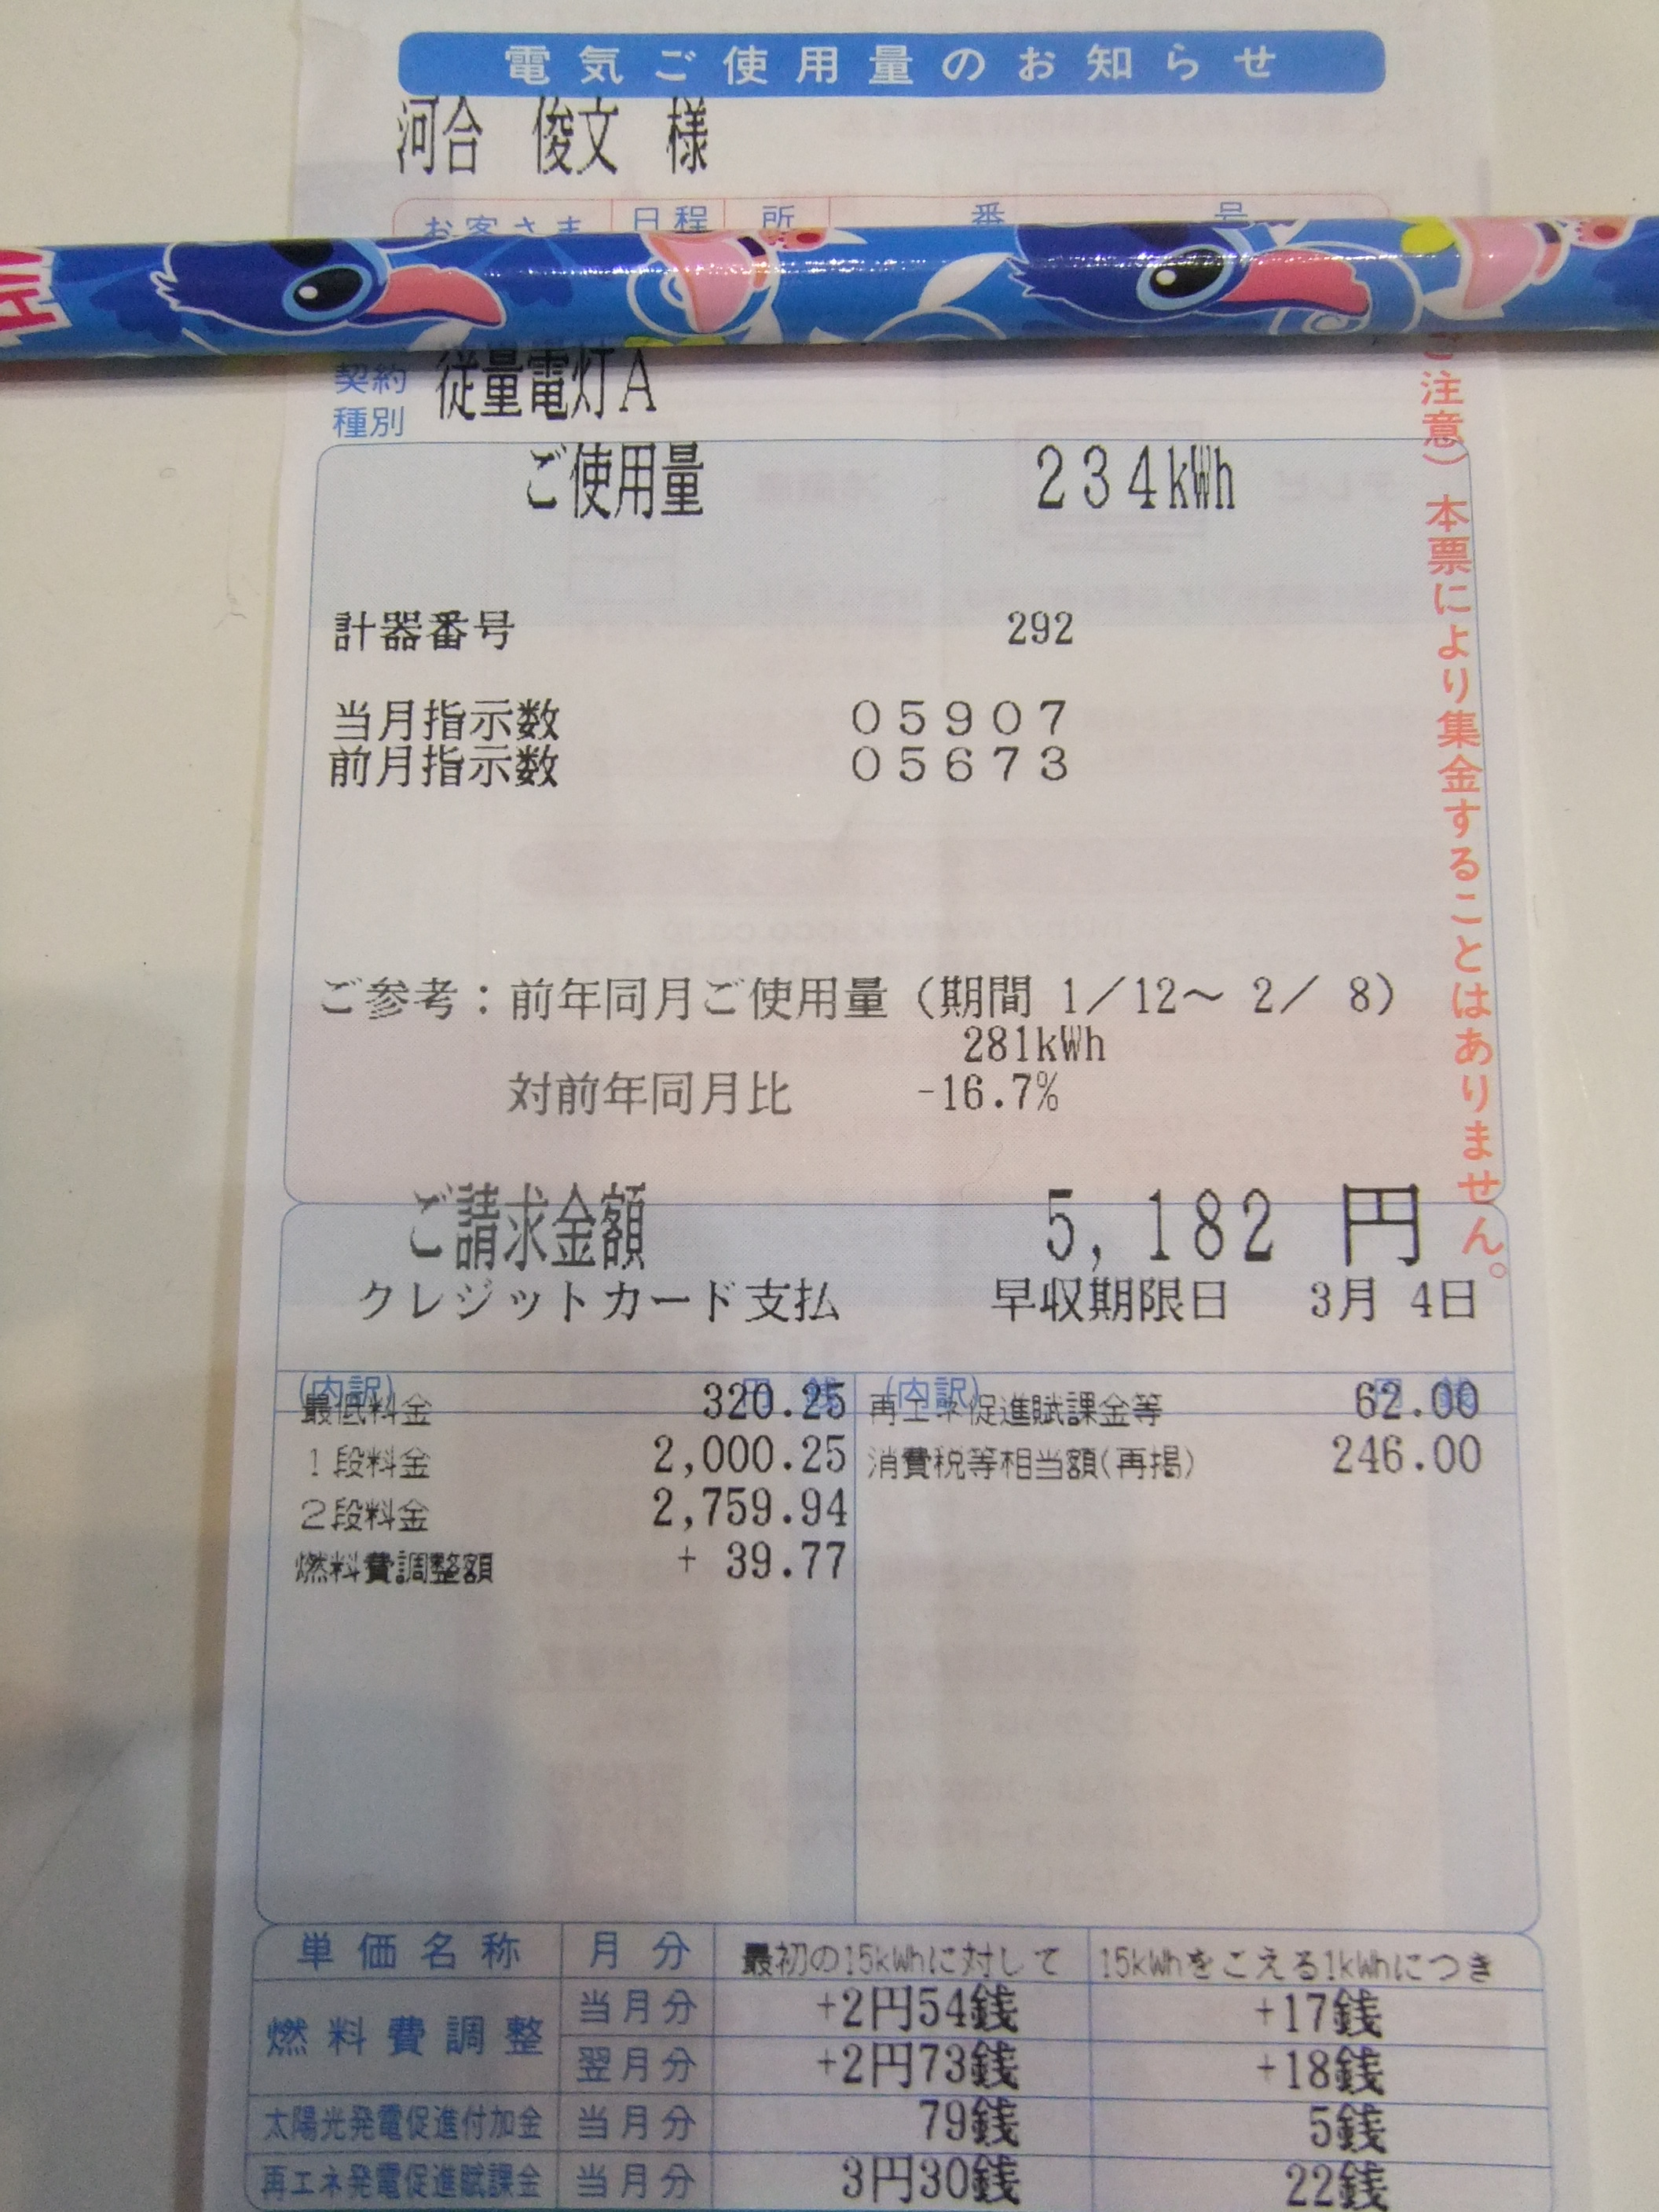 電気ご使用量のお知らせ
河合 俊文 様
お客さま 日程 所 番 号
契約種別 従量電灯A
ご使用量 234kWh
計器番号 292
当月指示数 05907
前月指示数 05673
ご参考：前年同月ご使用量（期間 1／12～ 2／ 8）
281kWh
対前年同月比 -16.7%
ご請求金額 5,182 円
クレジットカード支払 早収期限日 3月 4日
(内訳) 円 銭 (内訳) 円 銭
最低料金 320.25 再エネ促進賦課金等 62.00
1段料金 2,000.25 消費税等相当額(再掲) 246.00
2段料金 2,759.94
燃料費調整額 + 39.77
単価名称 月分 最初の15kWhに対して 15kWhをこえる1kWhにつき
燃料費調整 当月分 +2円54銭 +17銭
翌月分 +2円73銭 +18銭
太陽光発電促進付加金 当月分 79銭 5銭
再エネ発電促進賦課金 当月分 3円30銭 22銭
ご注意）本票により集金することはありません。